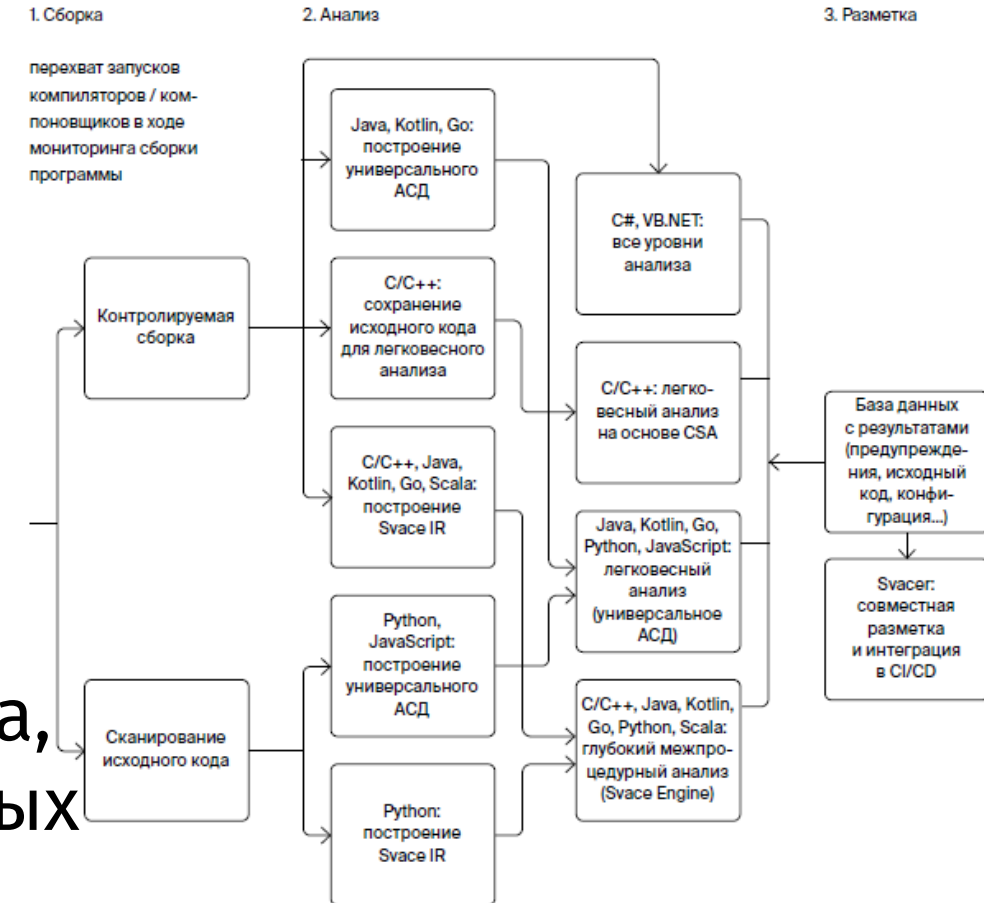 1. Сборка
2. Анализ
3. Разметка
перехват запусков
компиляторов / ком-
поновщиков в ходе
мониторинга сборки
программы
Контролируемая
сборка
Сканирование
исходного кода
Java, Kotlin, Go:
построение
универсального
АСД
C/C++:
сохранение
исходного кода
для легковесного
анализа
C/C++, Java,
Kotlin, Go, Scala:
построение
Svace IR
Python,
JavaScript:
построение
универсального
АСД
Python:
построение
Svace IR
C#, VB.NET:
все уровни
анализа
C/C++: легко-
весный анализ
на основе CSA
Java, Kotlin, Go,
Python, JavaScript:
легковесный
анализ
(универсальное
АСД)
C/C++, Java, Kotlin,
Go, Python, Scala:
глубокий межпро-
цедурный анализ
(Svace Engine)
База данных
с результатами
(предупрежде-
ния, исходный
код, конфи-
гурация...)
Svacer:
совместная
разметка
и интеграция
в CI/CD
а,
ых